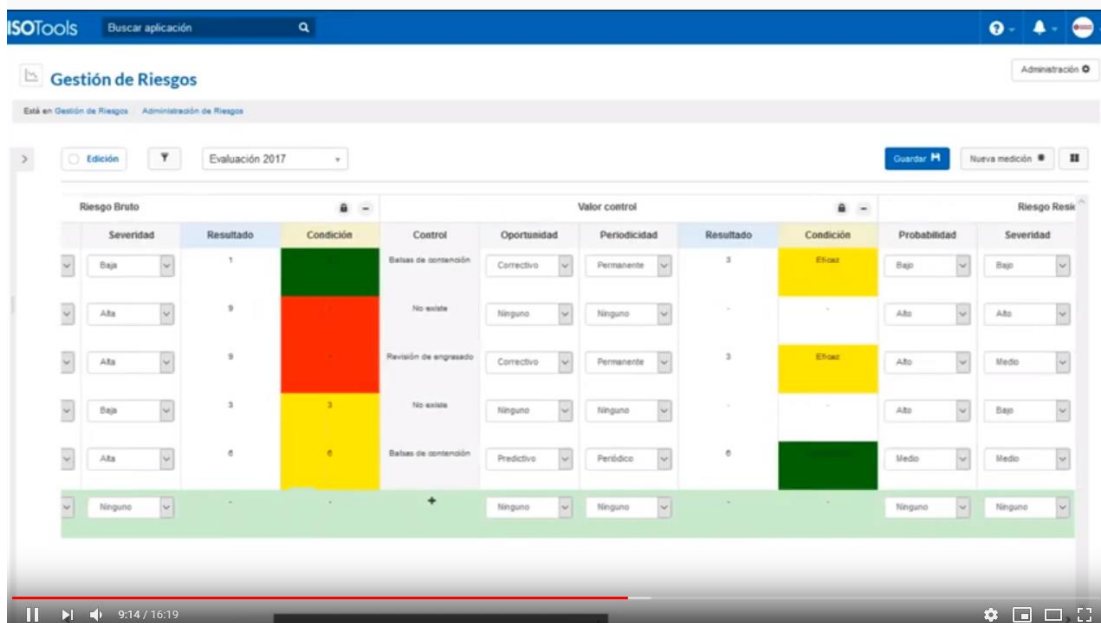 ISOTools Buscar aplicación
Gestión de Riesgos Administración
Está en Gestión de Riesgos Administración de Riesgos
Edición Evaluación 2017 Guardar Nueva medición
Riesgo Bruto Valor control Riesgo Resid
Severidad Resultado Condición Control Oportunidad Periodicidad Resultado Condición Probabilidad Severidad
Baja 1 Balsas de contención Correctivo Permanente 3 Eficaz Bajo Bajo
Alta 9 - No existe Ninguno Ninguno - - Alto Alto
Alta 9 - Revisión de engrasado Correctivo Permanente 3 Eficaz Alto Medio
Baja 3 3 No existe Ninguno Ninguno - - Alto Bajo
Alta 6 6 Balsas de contención Predictivo Periódico 6 Medio Medio
Ninguno - - + Ninguno Ninguno - - Ninguno Ninguno
9:14 / 16:19